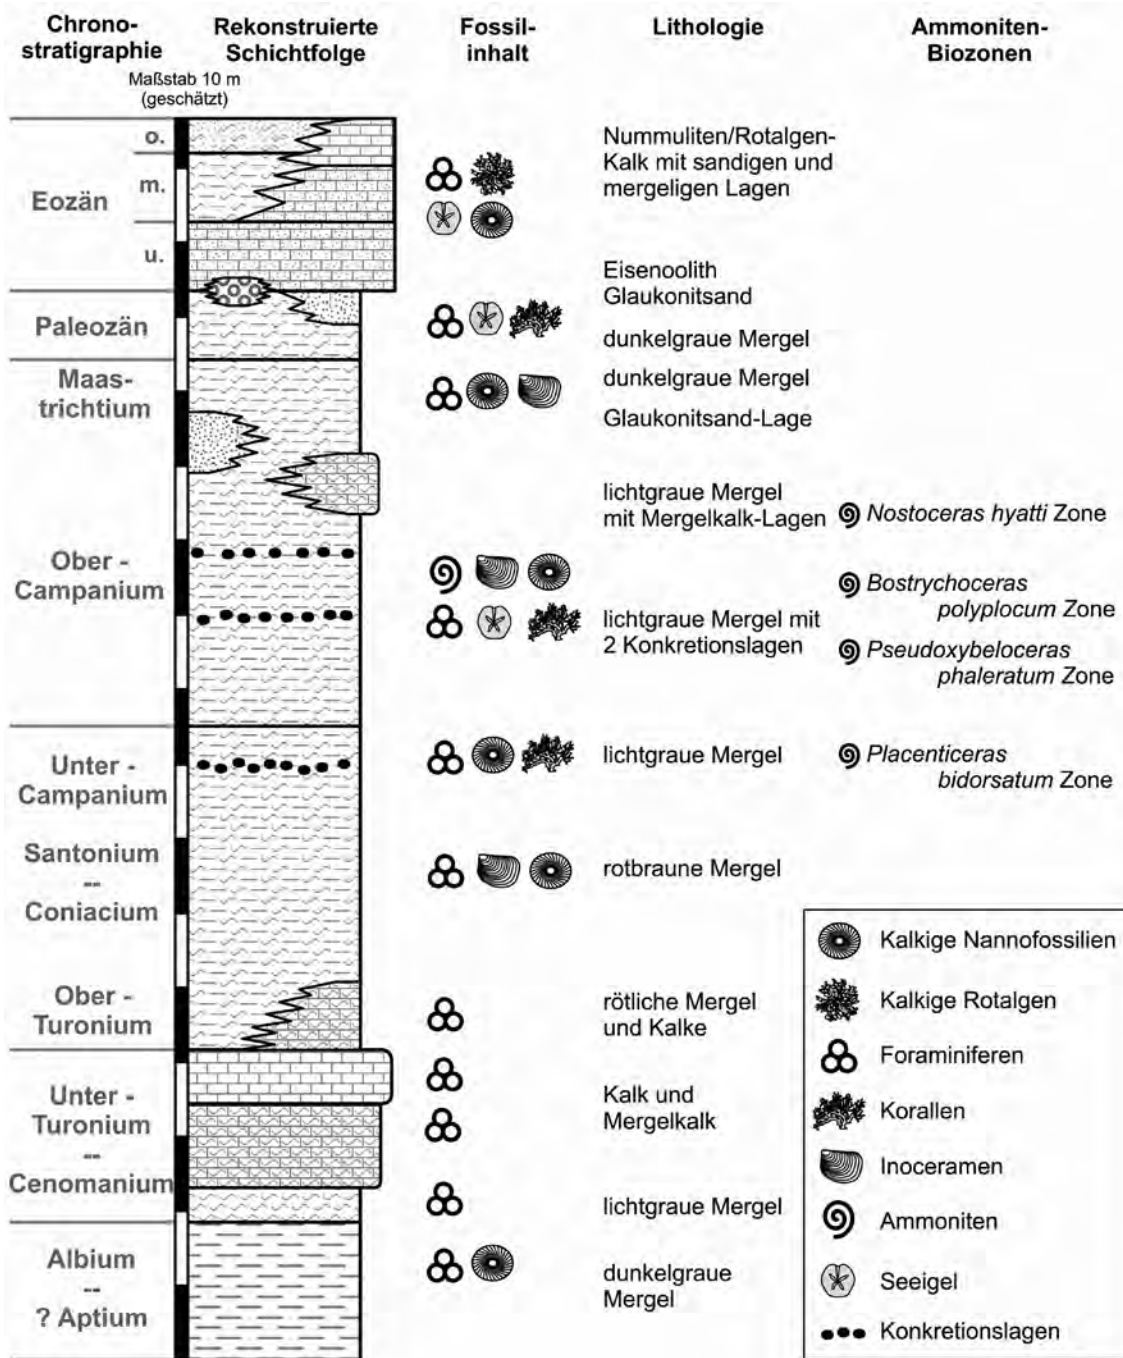 Chrono-
stratigraphie
Rekonstruierte
Schichtfolge
Fossil-
inhalt
Lithologie
Ammoniten-
Biozonen
Maßstab 10 m
(geschätzt)
Eozän
o.
m.
u.
Nummuliten/Rotalgen-
Kalk mit sandigen und
mergeligen Lagen
Eisenoolith
Glaukonitsand
Paleozän
dunkelgraue Mergel
Maas-
trichtium
dunkelgraue Mergel
Glaukonitsand-Lage
Ober -
Campanium
lichtgraue Mergel
mit Mergelkalk-Lagen
Nostoceras hyatti Zone
lichtgraue Mergel mit
2 Konkretionslagen
Bostrychoceras
polyplocum Zone
Pseudoxybeloceras
phaleratum Zone
Unter -
Campanium
lichtgraue Mergel
Placenticeras
bidorsatum Zone
Santonium
--
Coniacium
rotbraune Mergel
Ober -
Turonium
rötliche Mergel
und Kalke
Unter -
Turonium
--
Cenomanium
Kalk und
Mergelkalk
lichtgraue Mergel
Albium
--
? Aptium
dunkelgraue
Mergel
Kalkige Nannofossilien
Kalkige Rotalgen
Foraminiferen
Korallen
Inoceramen
Ammoniten
Seeigel
Konkretionslagen